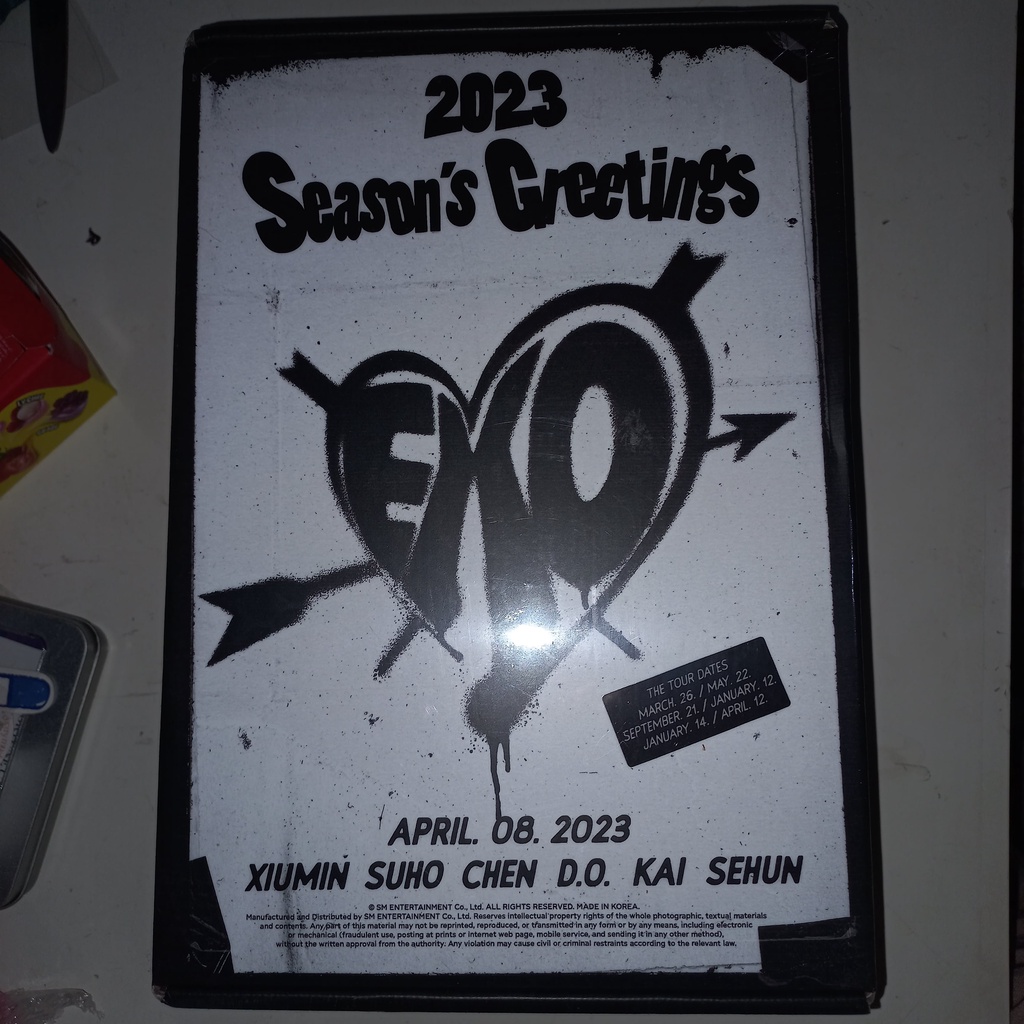 2023
Season's Greetings
EXO
THE TOUR DATES
MARCH. 26. / MAY. 22.
SEPTEMBER. 21. / JANUARY. 12.
JANUARY. 14. / APRIL. 12.
APRIL. 08. 2023
XIUMIN SUHO CHEN D.O. KAI SEHUN
© SM ENTERTAINMENT Co., Ltd. ALL RIGHTS RESERVED. MADE IN KOREA.
Manufactured and Distributed by SM ENTERTAINMENT Co., Ltd. Reserves intellectual property rights of the whole photographic, textual materials
and contents. Any part of this material may not be reprinted, reproduced, or transmitted in any form or by any means, including electronic
or mechanical (fraudulent use, posting at prints or internet web page, mobile service, and sending it in any other method),
without the written approval from the authority. Any violation may cause civil or criminal restraints according to the relevant law.